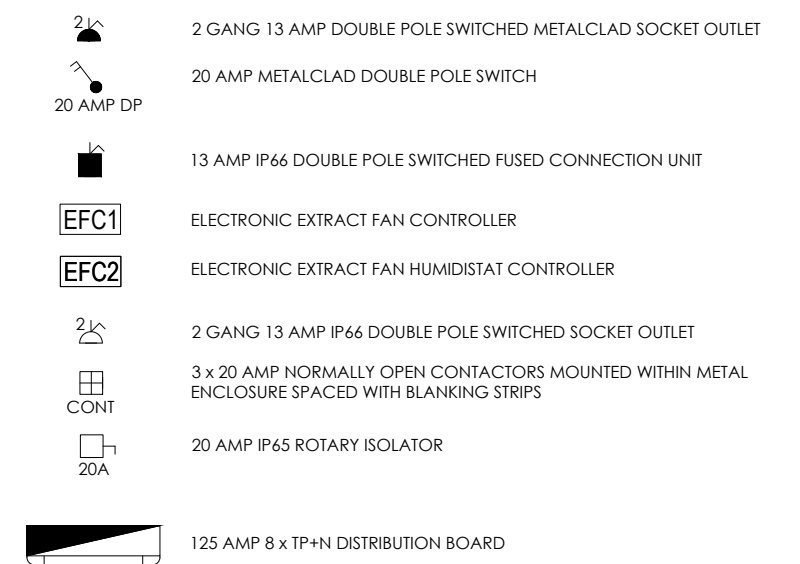 2
2 GANG 13 AMP DOUBLE POLE SWITCHED METALCLAD SOCKET OUTLET
20 AMP METALCLAD DOUBLE POLE SWITCH
20 AMP DP
13 AMP IP66 DOUBLE POLE SWITCHED FUSED CONNECTION UNIT
EFC1
ELECTRONIC EXTRACT FAN CONTROLLER
EFC2
ELECTRONIC EXTRACT FAN HUMIDISTAT CONTROLLER
2
2 GANG 13 AMP IP66 DOUBLE POLE SWITCHED SOCKET OUTLET
3 x 20 AMP NORMALLY OPEN CONTACTORS MOUNTED WITHIN METAL
ENCLOSURE SPACED WITH BLANKING STRIPS
CONT
20 AMP IP65 ROTARY ISOLATOR
20A
125 AMP 8 x TP+N DISTRIBUTION BOARD